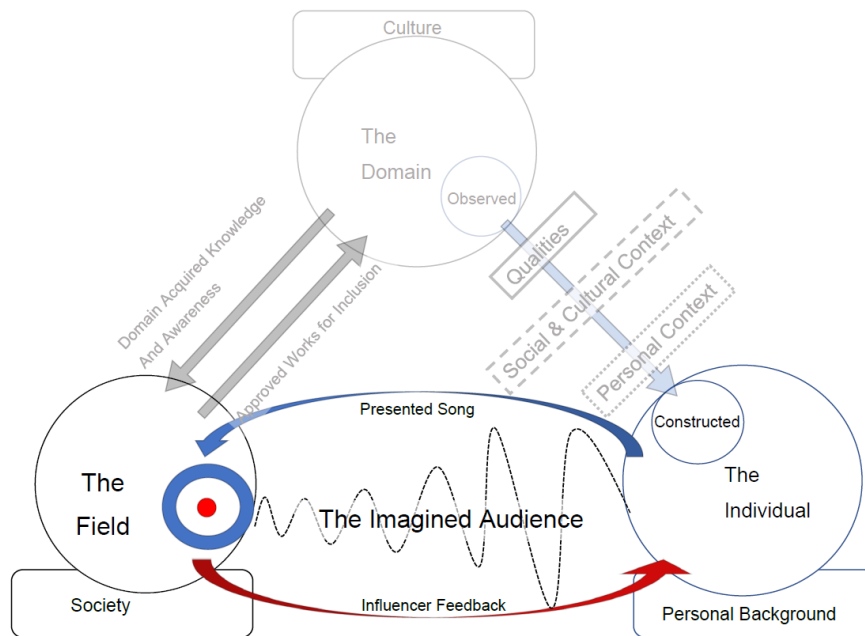 Culture
The
Domain
Observed
Domain Acquired Knowledge
And Awareness
Approved Works for Inclusion
Qualities
Social & Cultural Context
Personal Context
Presented Song
Constructed
The
Field
The Imagined Audience
The
Individual
Society
Influencer Feedback
Personal Background